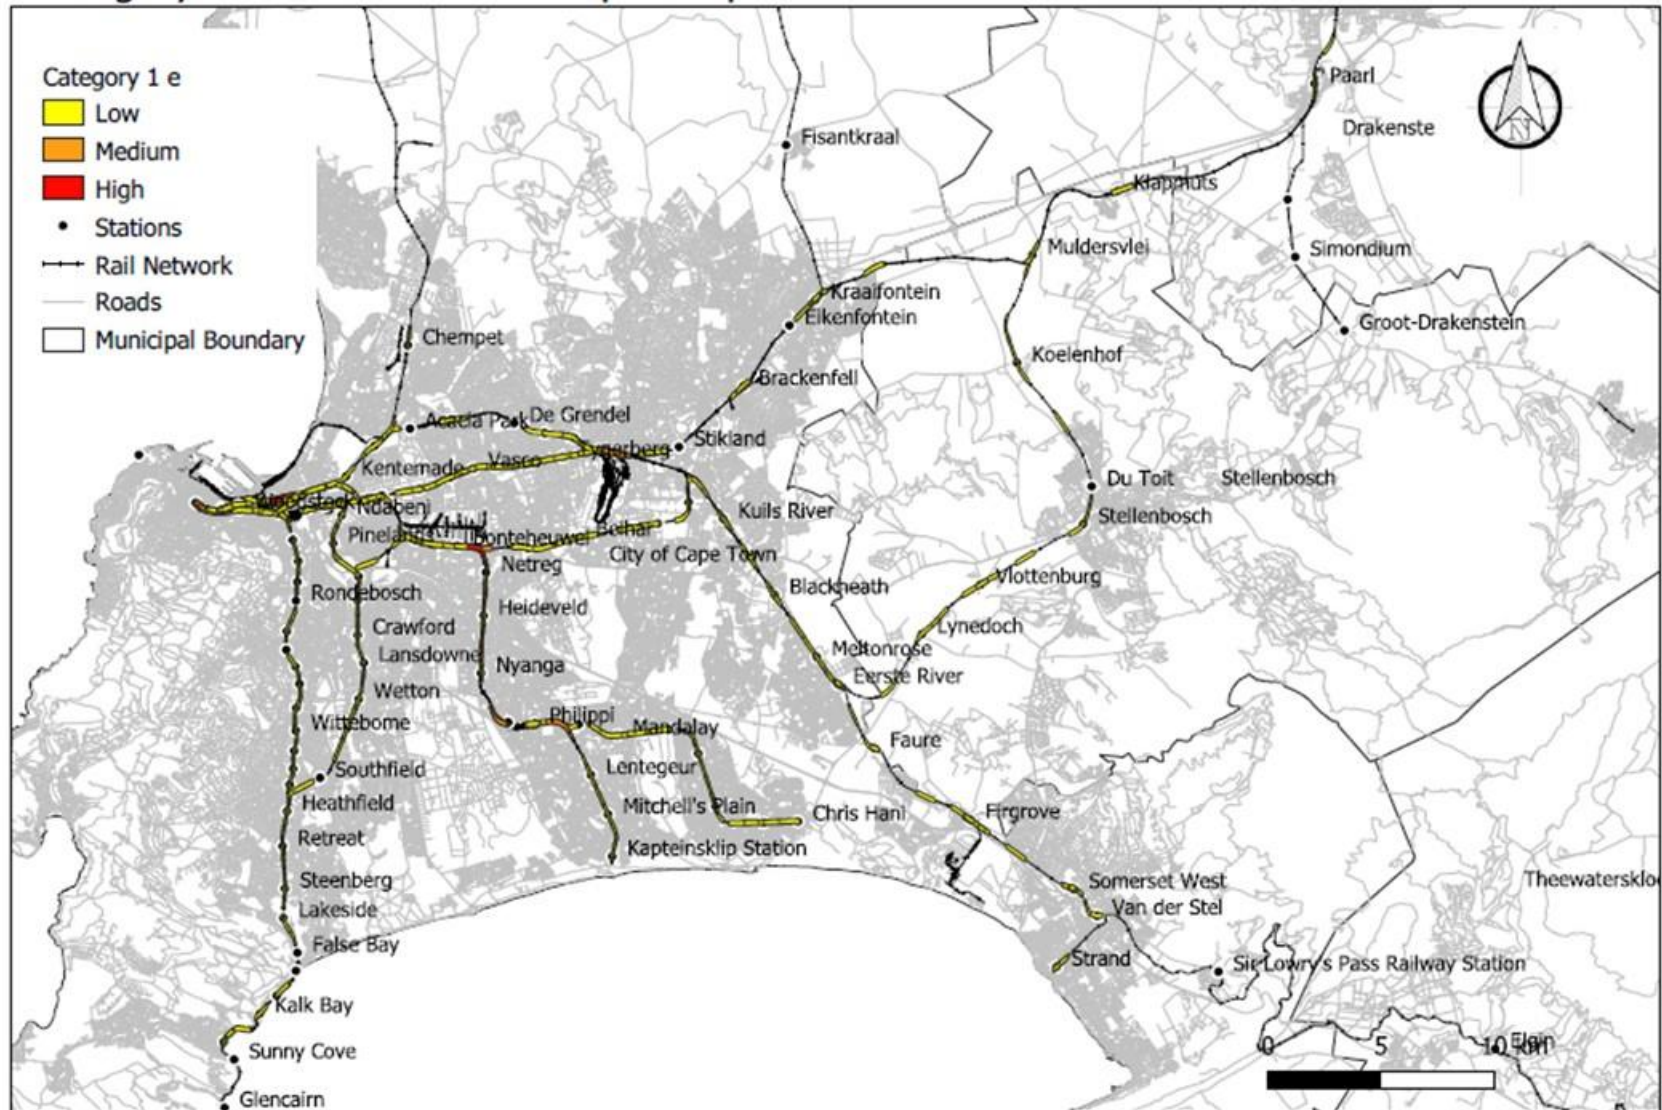 Category 1 e
Low
Medium
High
Stations
Rail Network
Roads
Municipal Boundary
Paarl
Drakenste
N
Fisantkraal
Klapmuts
Muldersvlei
Simondium
Kraaifontein
Eikenfontein
Groot-Drakenstein
Chempet
Koelenhof
Brackenfell
Acacia Park
De Grendel
Stikland
Kentemade
Vasco
Du Toit
Stellenbosch
Ndabeni
Kuils River
Stellenbosch
Pinelands
Bonteheuwel
Belhar
City of Cape Town
Netreg
Vlottenburg
Rondebosch
Heideveld
Blackheath
Crawford
Lynedoch
Lansdowne
Meltonrose
Nyanga
Eerste River
Wetton
Philippi
Witteborne
Mandalay
Faure
Southfield
Lentegeur
Heathfield
Mitchell's Plain
Chris Hani
Firgrove
Retreat
Kapteinsklip Station
Steenberg
Somerset West
Theewaterskloo
Lakeside
Van der Stel
False Bay
Strand
Sir Lowry's Pass Railway Station
Kalk Bay
0 5 10 km
Elgin
Sunny Cove
Glencairn